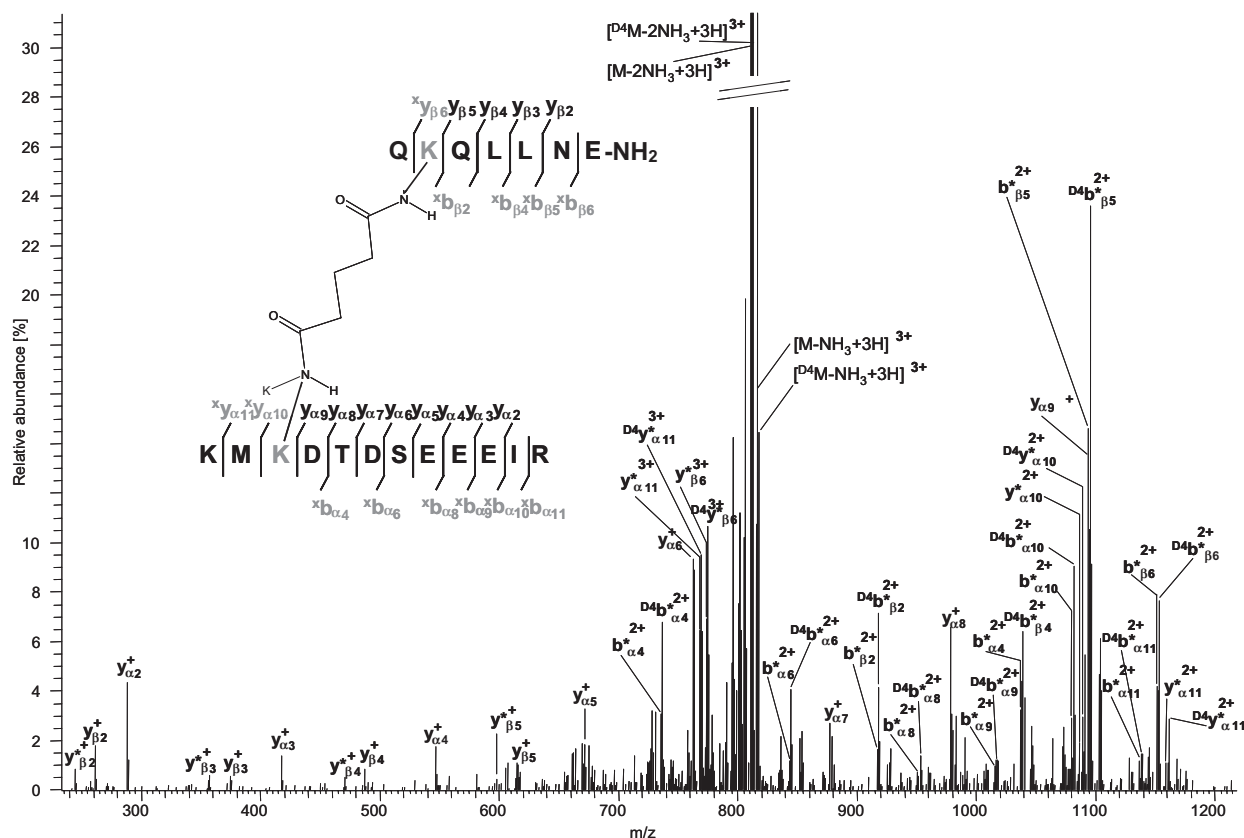 [D4M-2NH3+3H]3+
[M-2NH3+3H]3+
xyβ6 yβ5 yβ4 yβ3 yβ2
Q K Q L L N E-NH2
xbβ2 xbβ4 xbβ5 xbβ6
O N H
O
N
K H
xyα11 xyα10 yα9 yα8 yα7 yα6 yα5 yα4 yα3 yα2
K M K D T D S E E E I R
xbα4 xbα6 xbα8 xbα9 xbα10 xbα11
b*β5 2+
D4b*β5 2+
[M-NH3+3H] 3+
[D4M-NH3+3H] 3+
yα9 +
D4y*α10 2+
y*α10 2+
D4b*α10 2+
b*α10 2+
D4y*α11 3+
y*α11 3+
y*β6 3+
D4y*β6 3+
yα6 +
D4b*α4 2+
b*α4 2+
b*α6 2+
D4b*α6 2+
b*β2 2+
D4b*β2 2+
b*α8 2+
D4b*α8 2+
yα8 +
b*α9 2+
D4b*α9 2+
b*α4 2+
D4b*β4 2+
b*β6 2+
D4b*β6 2+
D4b*α11 2+
b*α11 2+
y*α11 2+
D4y*α11 2+
y*β2 +
yβ2 +
yα2 +
y*β3 +
yβ3 +
yα3 +
y*β4 +
yβ4 +
yα4 +
y*β5 +
yβ5 +
yα5 +
yα7 +
Relative abundance [%]
30
28
26
24
22
20
10
8
6
4
2
0
300 400 500 600 700 800 900 1000 1100 1200
m/z